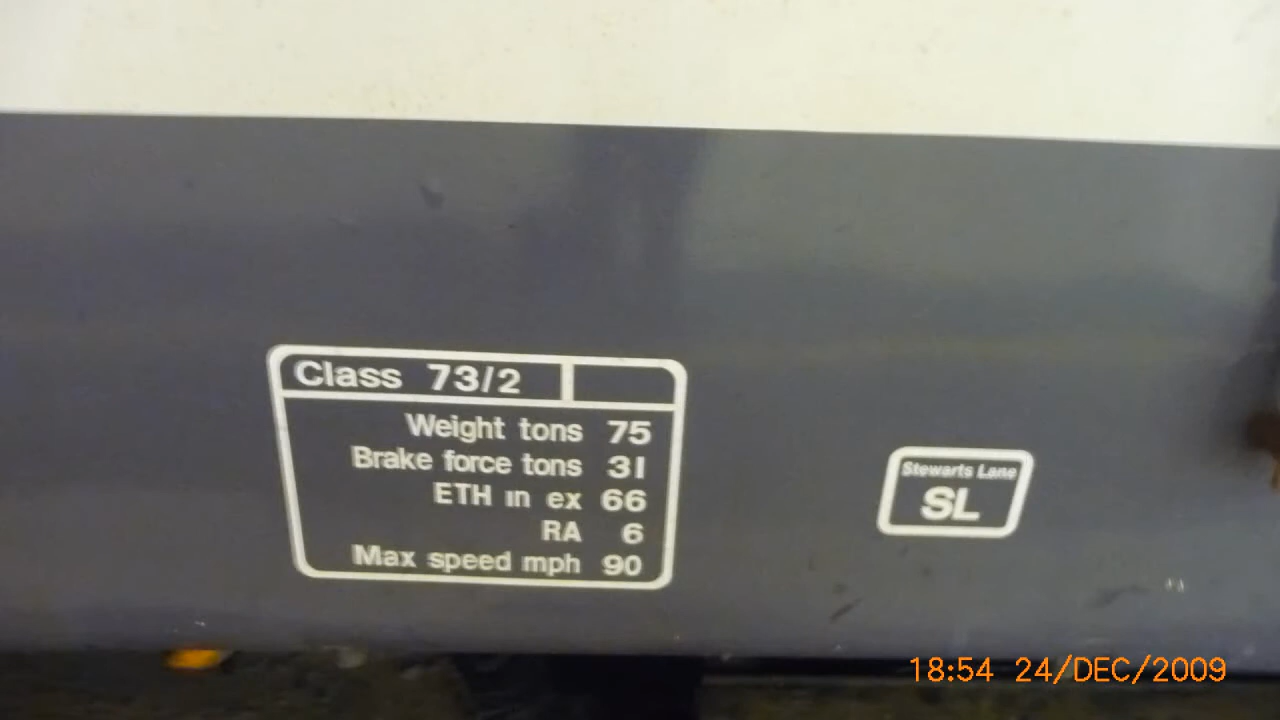 Class 73/2
Weight tons 75
Brake force tons 31
ETH in ex 66
RA 6
Max speed mph 90
Stewarts Lane
SL
18:54 24/DEC/2009